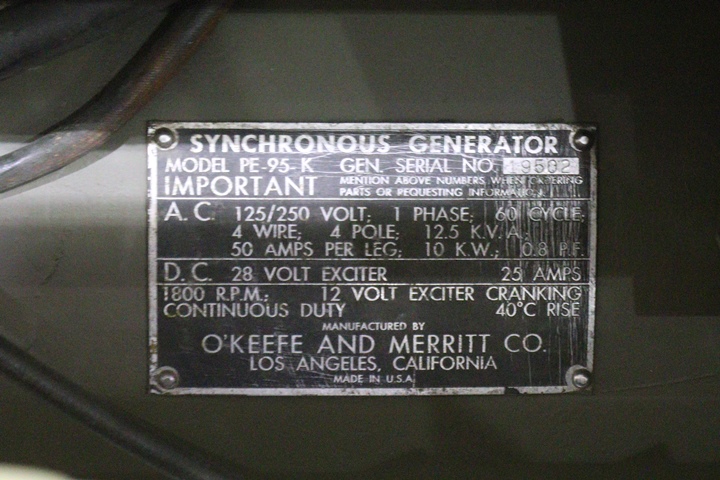 SYNCHRONOUS GENERATOR
MODEL PE-95-K GEN. SERIAL NO. 19502
IMPORTANT MENTION ABOVE NUMBERS WHEN ORDERING
PARTS OR REQUESTING INFORMATION
A.C. 125/250 VOLT; 1 PHASE; 60 CYCLE;
4 WIRE; 4 POLE; 12.5 K.V.A.
50 AMPS PER LEG; 10 K.W.; 0.8 P.F.
D.C. 28 VOLT EXCITER 25 AMPS
1800 R.P.M.; 12 VOLT EXCITER CRANKING
CONTINUOUS DUTY 40°C RISE
MANUFACTURED BY
O'KEEFE AND MERRITT CO.
LOS ANGELES, CALIFORNIA
MADE IN U.S.A.